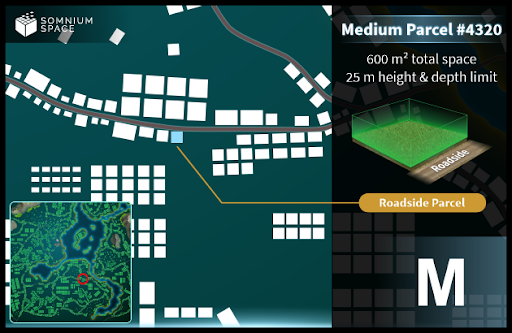 SOMNIUM
SPACE
Medium Parcel #4320
600 m² total space
25 m height & depth limit
Roadside
Roadside Parcel
M